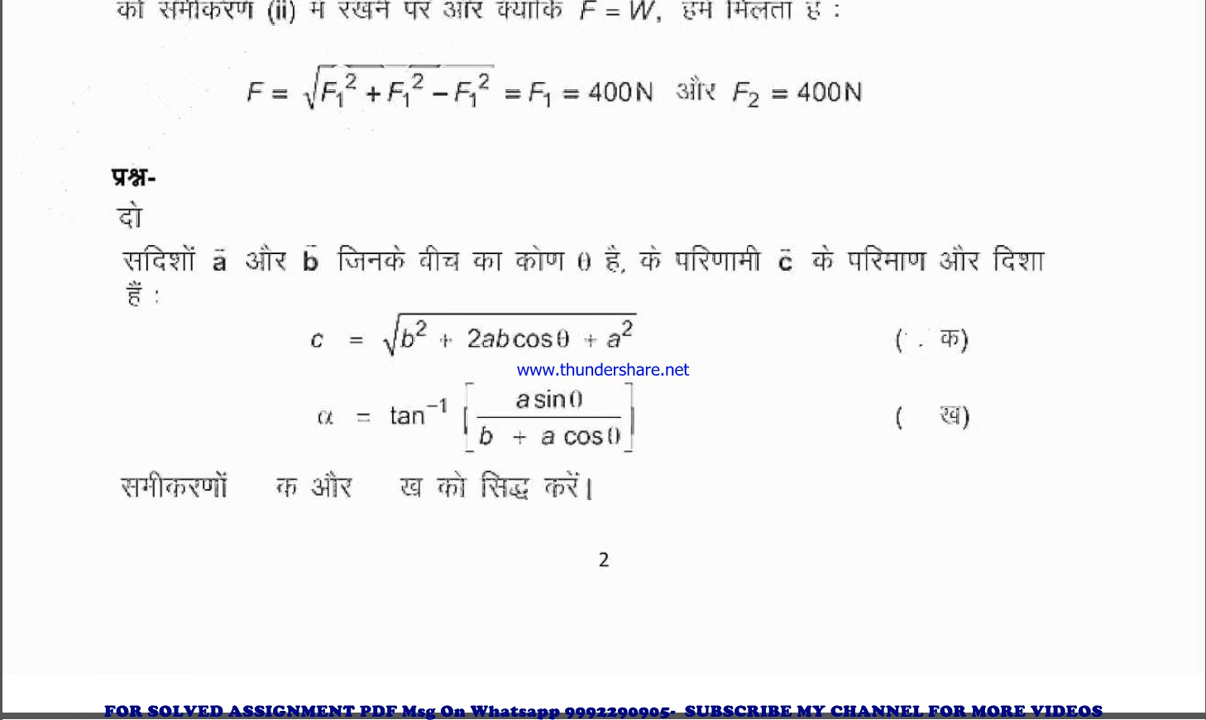 को समीकरण (ii) में रखने पर और क्योंकि F = W, हमें मिलता है :
F = √(F₁² + F₁² − F₁²) = F₁ = 400N और F₂ = 400N
प्रश्न-
दो
सदिशों a और b जिनके बीच का कोण θ है, के परिणामी c के परिमाण और दिशा
हैं :
c = √(b² + 2ab cosθ + a²) ( . क)
www.thundershare.net
α = tan⁻¹ [a sinθ / (b + a cosθ)] ( ख)
समीकरणों क और ख को सिद्ध करें।
2
FOR SOLVED ASSIGNMENT PDF Msg On Whatsapp 9992290905- SUBSCRIBE MY CHANNEL FOR MORE VIDEOS